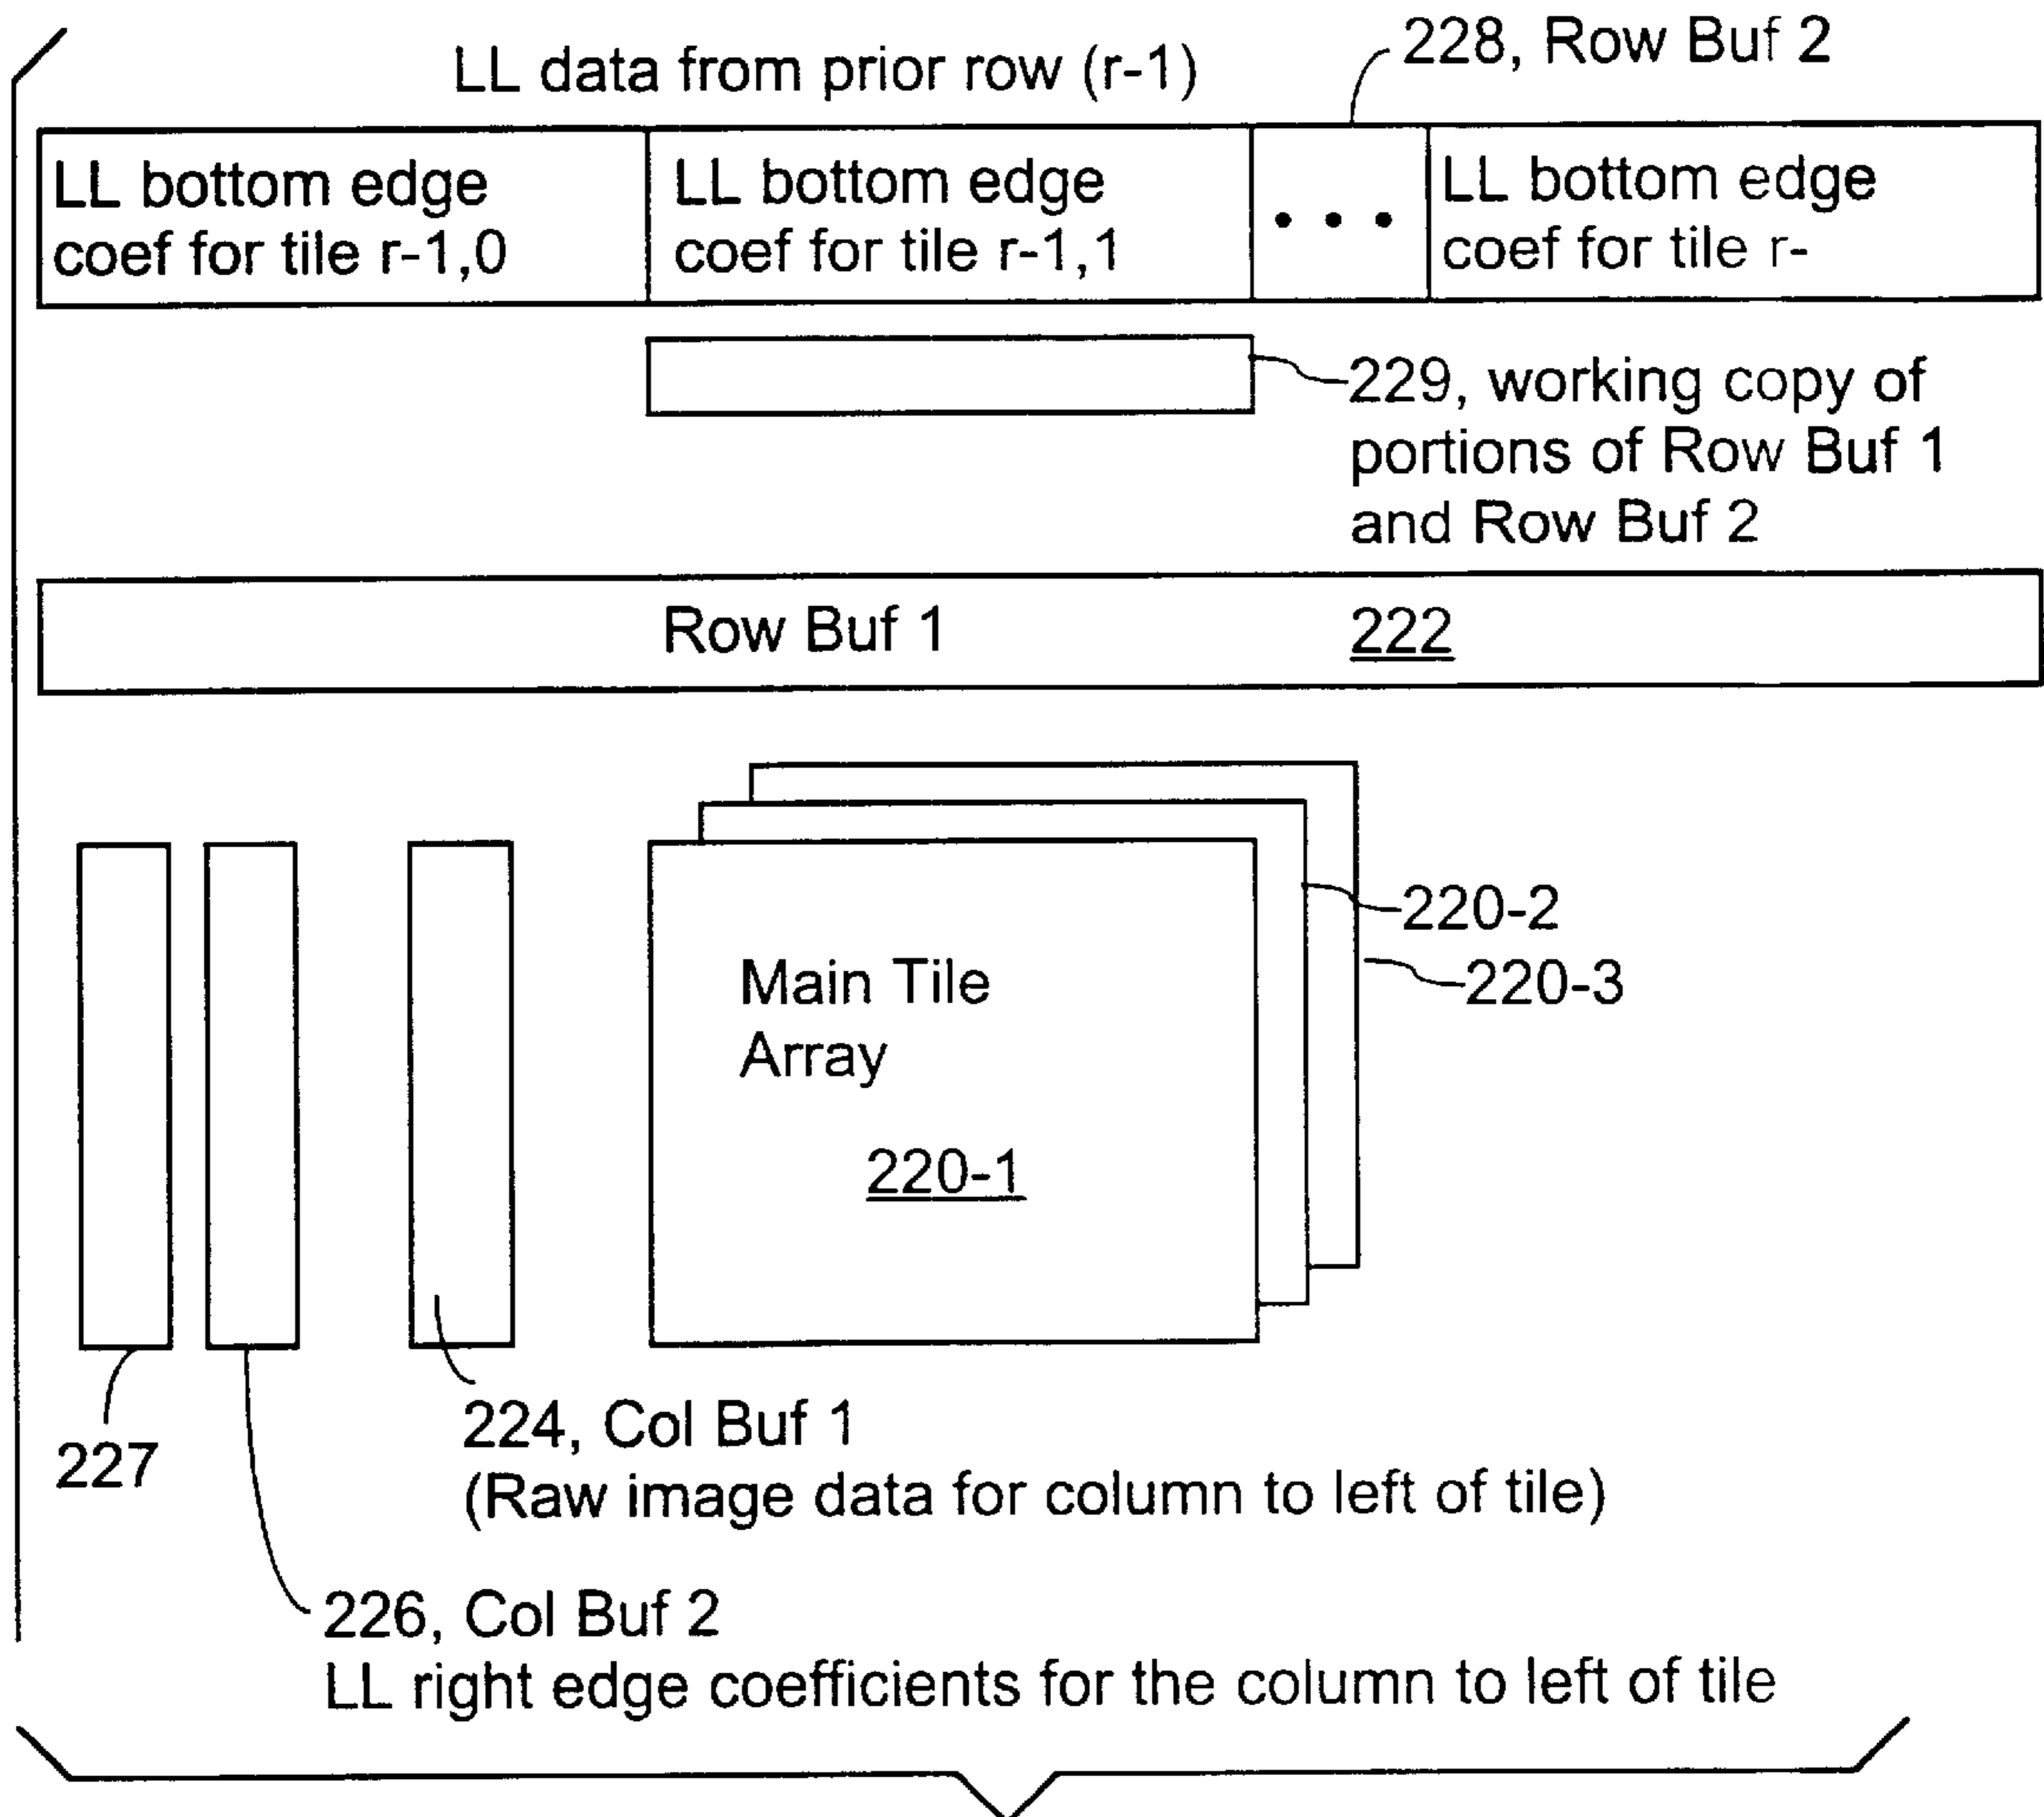 LL data from prior row (r-1)
228, Row Buf 2
LL bottom edge
coef for tile r-1,0
LL bottom edge
coef for tile r-1,1
• • •
LL bottom edge
coef for tile r-
229, working copy of
portions of Row Buf 1
and Row Buf 2
Row Buf 1
222
220-2
220-3
Main Tile
Array
220-1
227
224, Col Buf 1
(Raw image data for column to left of tile)
226, Col Buf 2
LL right edge coefficients for the column to left of tile